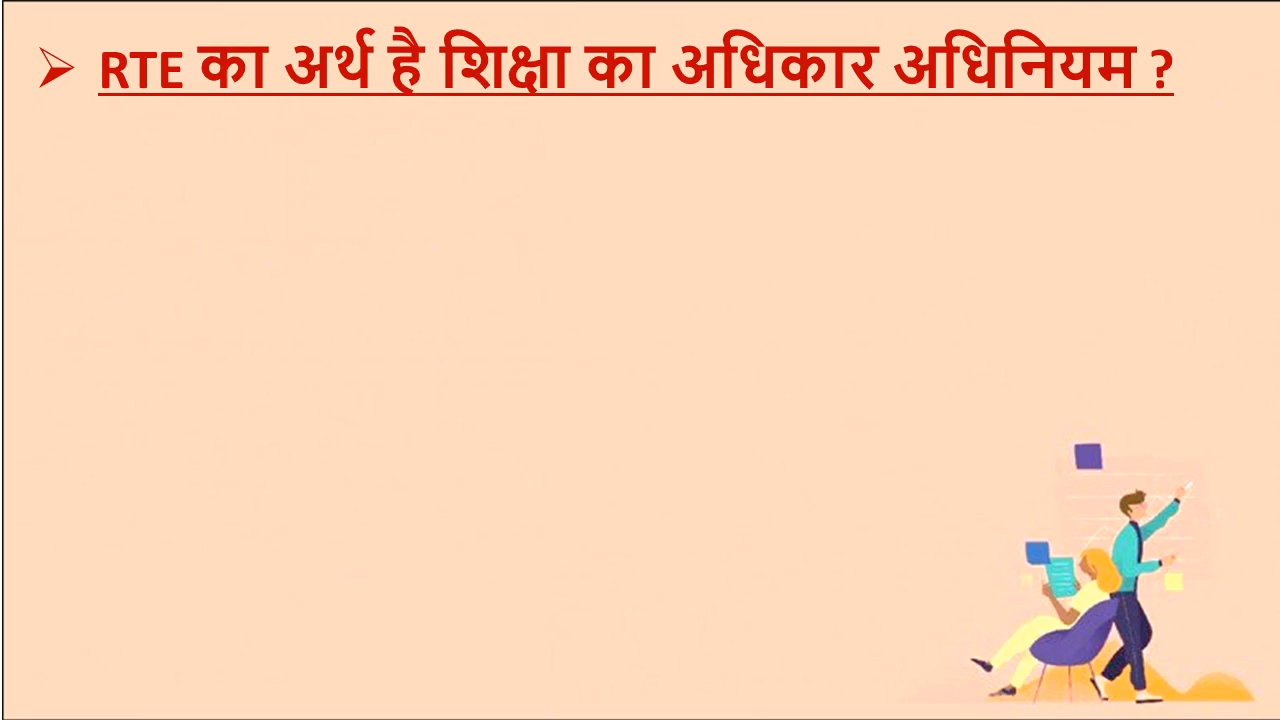 ➢ RTE का अर्थ है शिक्षा का अधिकार अधिनियम ?